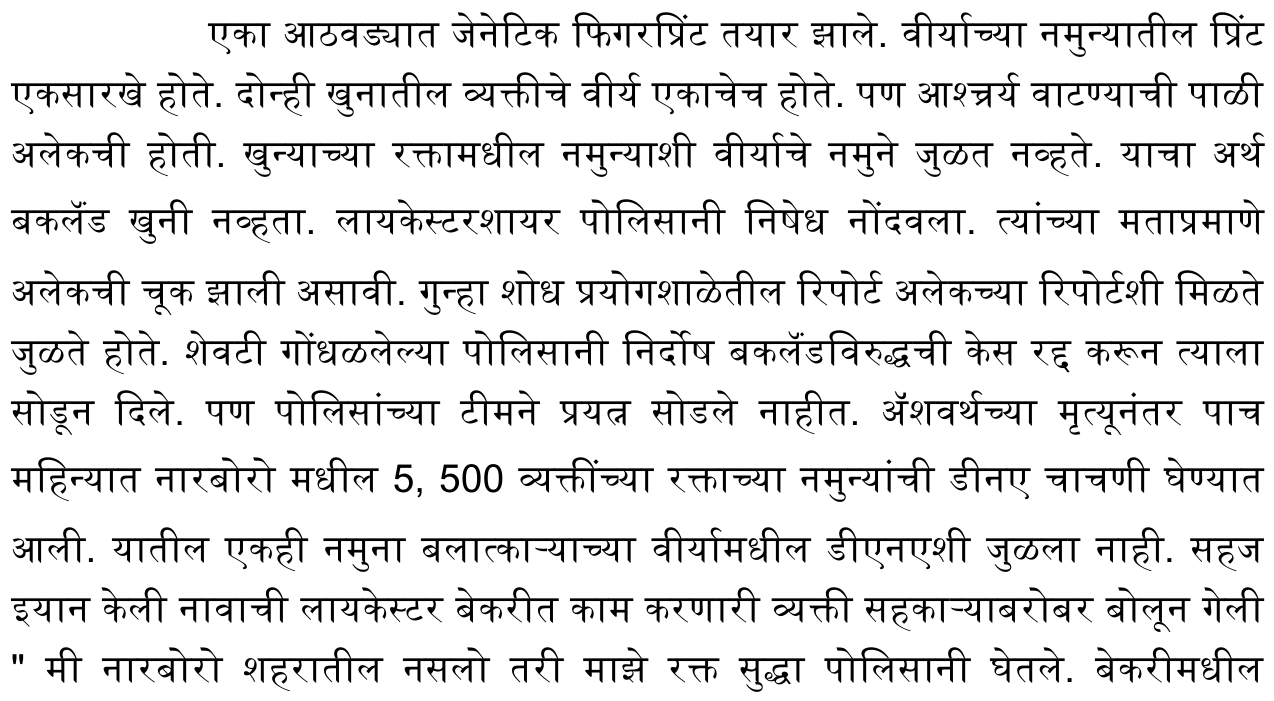 एका आठवड्यात जेनेटिक फिगरप्रिंट तयार झाले. वीर्याच्या नमुन्यातील प्रिंट
एकसारखे होते. दोन्ही खुनातील व्यक्तीचे वीर्य एकाचेच होते. पण आश्चर्य वाटण्याची पाळी
अलेकची होती. खुन्याच्या रक्तामधील नमुन्याशी वीर्याचे नमुने जुळत नव्हते. याचा अर्थ
बकलॅंड खुनी नव्हता. लायकेस्टरशायर पोलिसानी निषेध नोंदवला. त्यांच्या मताप्रमाणे
अलेकची चूक झाली असावी. गुन्हा शोध प्रयोगशाळेतील रिपोर्ट अलेकच्या रिपोर्टशी मिळते
जुळते होते. शेवटी गोंधळलेल्या पोलिसानी निर्दोष बकलॅंडविरुद्धची केस रद्द करून त्याला
सोडून दिले. पण पोलिसांच्या टीमने प्रयत्न सोडले नाहीत. ॲशवर्थच्या मृत्यूनंतर पाच
महिन्यात नारबोरो मधील 5, 500 व्यक्तींच्या रक्ताच्या नमुन्यांची डीनए चाचणी घेण्यात
आली. यातील एकही नमुना बलात्काऱ्याच्या वीर्यामधील डीएनएशी जुळला नाही. सहज
इयान केली नावाची लायकेस्टर बेकरीत काम करणारी व्यक्ती सहकाऱ्याबरोबर बोलून गेली
" मी नारबोरो शहरातील नसलो तरी माझे रक्त सुद्धा पोलिसानी घेतले. बेकरीमधील